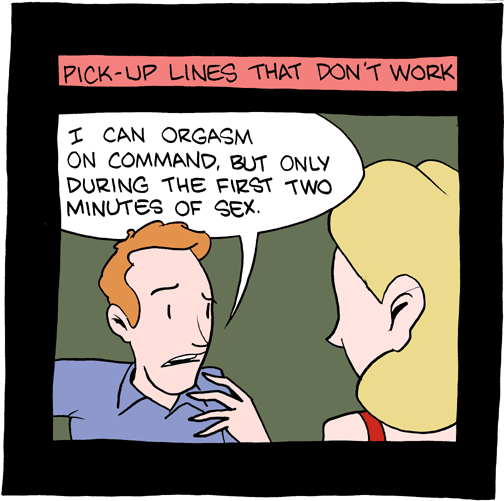 PICK-UP LINES THAT DON'T WORK
I CAN ORGASM
ON COMMAND, BUT ONLY
DURING THE FIRST TWO
MINUTES OF SEX.